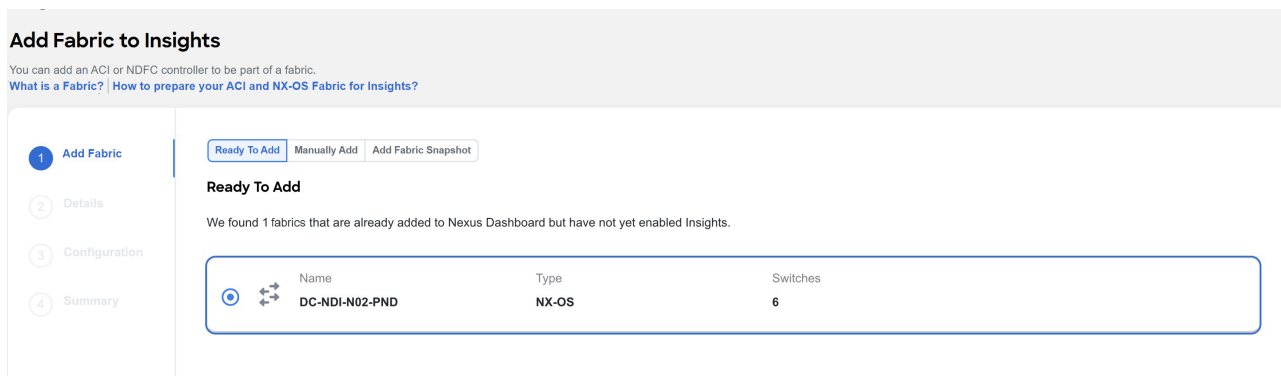 Add Fabric to Insights
You can add an ACI or NDFC controller to be part of a fabric.
What is a Fabric? | How to prepare your ACI and NX-OS Fabric for Insights?
1 Add Fabric
2 Details
3 Configuration
4 Summary
Ready To Add Manually Add Add Fabric Snapshot
Ready To Add
We found 1 fabrics that are already added to Nexus Dashboard but have not yet enabled Insights.
Name Type Switches
DC-NDI-N02-PND NX-OS 6